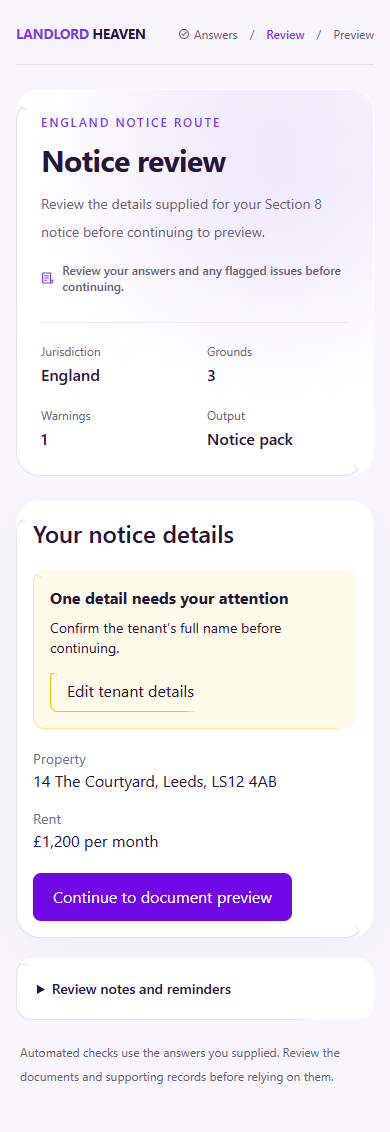 LANDLORD HEAVEN
Answers / Review / Preview
ENGLAND NOTICE ROUTE
Notice review
Review the details supplied for your Section 8
notice before continuing to preview.
Review your answers and any flagged issues before
continuing.
Jurisdiction
England
Grounds
3
Warnings
1
Output
Notice pack
Your notice details
One detail needs your attention
Confirm the tenant's full name before
continuing.
Edit tenant details
Property
14 The Courtyard, Leeds, LS12 4AB
Rent
£1,200 per month
Continue to document preview
Review notes and reminders
Automated checks use the answers you supplied. Review the
documents and supporting records before relying on them.